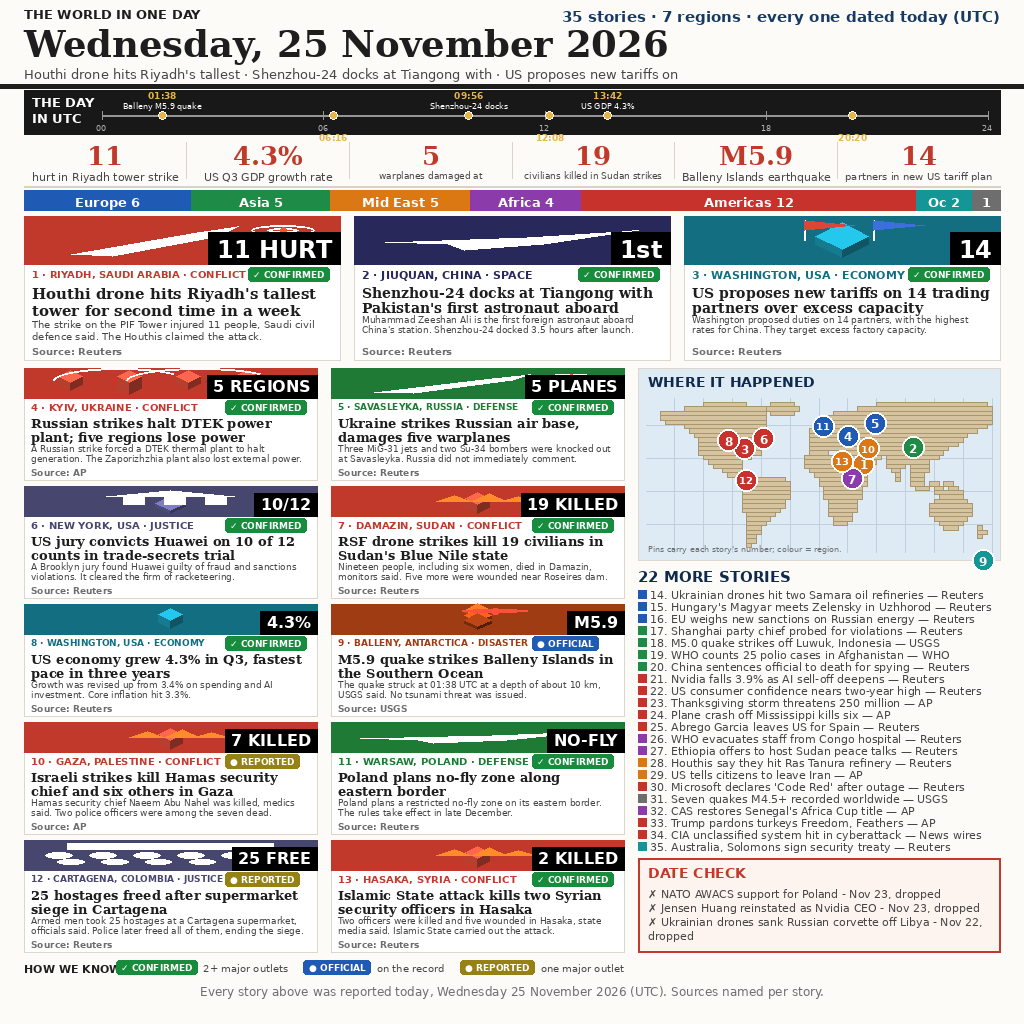 THE WORLD IN ONE DAY
35 stories · 7 regions · every one dated today (UTC)
Wednesday, 25 November 2026
Houthi drone hits Riyadh's tallest · Shenzhou-24 docks at Tiangong with · US proposes new tariffs on
THE DAY
IN UTC
01:38
Balleny M5.9 quake
09:56
Shenzhou-24 docks
13:42
US GDP 4.3%
00
06
12
18
24
06:16
12:08
20:20
11
hurt in Riyadh tower strike
4.3%
US Q3 GDP growth rate
5
warplanes damaged at
19
civilians killed in Sudan strikes
M5.9
Balleny Islands earthquake
14
partners in new US tariff plan
Europe 6
Asia 5
Mid East 5
Africa 4
Americas 12
Oc 2
1
11 HURT
1 · RIYADH, SAUDI ARABIA · CONFLICT
✓ CONFIRMED
Houthi drone hits Riyadh's tallest
tower for second time in a week
The strike on the PIF Tower injured 11 people, Saudi civil
defence said. The Houthis claimed the attack.
Source: Reuters
1st
2 · JIUQUAN, CHINA · SPACE
✓ CONFIRMED
Shenzhou-24 docks at Tiangong with
Pakistan's first astronaut aboard
Muhammad Zeeshan Ali is the first foreign astronaut aboard
China's station. Shenzhou-24 docked 3.5 hours after launch.
Source: Reuters
14
3 · WASHINGTON, USA · ECONOMY
✓ CONFIRMED
US proposes new tariffs on 14 trading
partners over excess capacity
Washington proposed duties on 14 partners, with the highest
rates for China. They target excess factory capacity.
Source: Reuters
5 REGIONS
4 · KYIV, UKRAINE · CONFLICT
✓ CONFIRMED
Russian strikes halt DTEK power
plant; five regions lose power
A Russian strike forced a DTEK thermal plant to halt
generation. The Zaporizhzhia plant also lost external power.
Source: AP
5 PLANES
5 · SAVASLEYKA, RUSSIA · DEFENSE
✓ CONFIRMED
Ukraine strikes Russian air base,
damages five warplanes
Three MiG-31 jets and two Su-34 bombers were knocked out
at Savasleyka. Russia did not immediately comment.
Source: Reuters
10/12
6 · NEW YORK, USA · JUSTICE
✓ CONFIRMED
US jury convicts Huawei on 10 of 12
counts in trade-secrets trial
A Brooklyn jury found Huawei guilty of fraud and sanctions
violations. It cleared the firm of racketeering.
Source: Reuters
19 KILLED
7 · DAMAZIN, SUDAN · CONFLICT
✓ CONFIRMED
RSF drone strikes kill 19 civilians in
Sudan's Blue Nile state
Nineteen people, including six women, died in Damazin,
monitors said. Five more were wounded near Roseires dam.
Source: Reuters
4.3%
8 · WASHINGTON, USA · ECONOMY
✓ CONFIRMED
US economy grew 4.3% in Q3, fastest
pace in three years
Growth was revised up from 3.4% on spending and AI
investment. Core inflation hit 3.3%.
Source: Reuters
M5.9
9 · BALLENY, ANTARCTICA · DISASTER
● OFFICIAL
M5.9 quake strikes Balleny Islands in
the Southern Ocean
The quake struck at 01:38 UTC at a depth of about 10 km,
USGS said. No tsunami threat was issued.
Source: USGS
7 KILLED
10 · GAZA, PALESTINE · CONFLICT
● REPORTED
Israeli strikes kill Hamas security
chief and six others in Gaza
Hamas security chief Naeem Abu Nahel was killed, medics
said. Two police officers were among the seven dead.
Source: AP
NO-FLY
11 · WARSAW, POLAND · DEFENSE
✓ CONFIRMED
Poland plans no-fly zone along
eastern border
Poland plans a restricted no-fly zone on its eastern border.
The rules take effect in late December.
Source: Reuters
25 FREE
12 · CARTAGENA, COLOMBIA · JUSTICE
● REPORTED
25 hostages freed after supermarket
siege in Cartagena
Armed men took 25 hostages at a Cartagena supermarket,
officials said. Police later freed all of them, ending the siege.
Source: Reuters
2 KILLED
13 · HASAKA, SYRIA · CONFLICT
✓ CONFIRMED
Islamic State attack kills two Syrian
security officers in Hasaka
Two officers were killed and five wounded in Hasaka, state
media said. Islamic State carried out the attack.
Source: Reuters
WHERE IT HAPPENED
11
5
4
8
3
6
10
2
13
1
12
7
9
Pins carry each story's number; colour = region.
22 MORE STORIES
14. Ukrainian drones hit two Samara oil refineries — Reuters
15. Hungary's Magyar meets Zelensky in Uzhhorod — Reuters
16. EU weighs new sanctions on Russian energy — Reuters
17. Shanghai party chief probed for violations — Reuters
18. M5.0 quake strikes off Luwuk, Indonesia — USGS
19. WHO counts 25 polio cases in Afghanistan — WHO
20. China sentences official to death for spying — Reuters
21. Nvidia falls 3.9% as AI sell-off deepens — Reuters
22. US consumer confidence nears two-year high — Reuters
23. Thanksgiving storm threatens 250 million — AP
24. Plane crash off Mississippi kills six — AP
25. Abrego Garcia leaves US for Spain — Reuters
26. WHO evacuates staff from Congo hospital — Reuters
27. Ethiopia offers to host Sudan peace talks — Reuters
28. Houthis say they hit Ras Tanura refinery — Reuters
29. US tells citizens to leave Iran — AP
30. Microsoft declares 'Code Red' after outage — Reuters
31. Seven quakes M4.5+ recorded worldwide — USGS
32. CAS restores Senegal's Africa Cup title — AP
33. Trump pardons turkeys Freedom, Feathers — AP
34. CIA unclassified system hit in cyberattack — News wires
35. Australia, Solomons sign security treaty — Reuters
DATE CHECK
✗ NATO AWACS support for Poland - Nov 23, dropped
✗ Jensen Huang reinstated as Nvidia CEO - Nov 23, dropped
✗ Ukrainian drones sank Russian corvette off Libya - Nov 22,
dropped
HOW WE KNOW
✓ CONFIRMED
2+ major outlets
● OFFICIAL
on the record
● REPORTED
one major outlet
Every story above was reported today, Wednesday 25 November 2026 (UTC). Sources named per story.